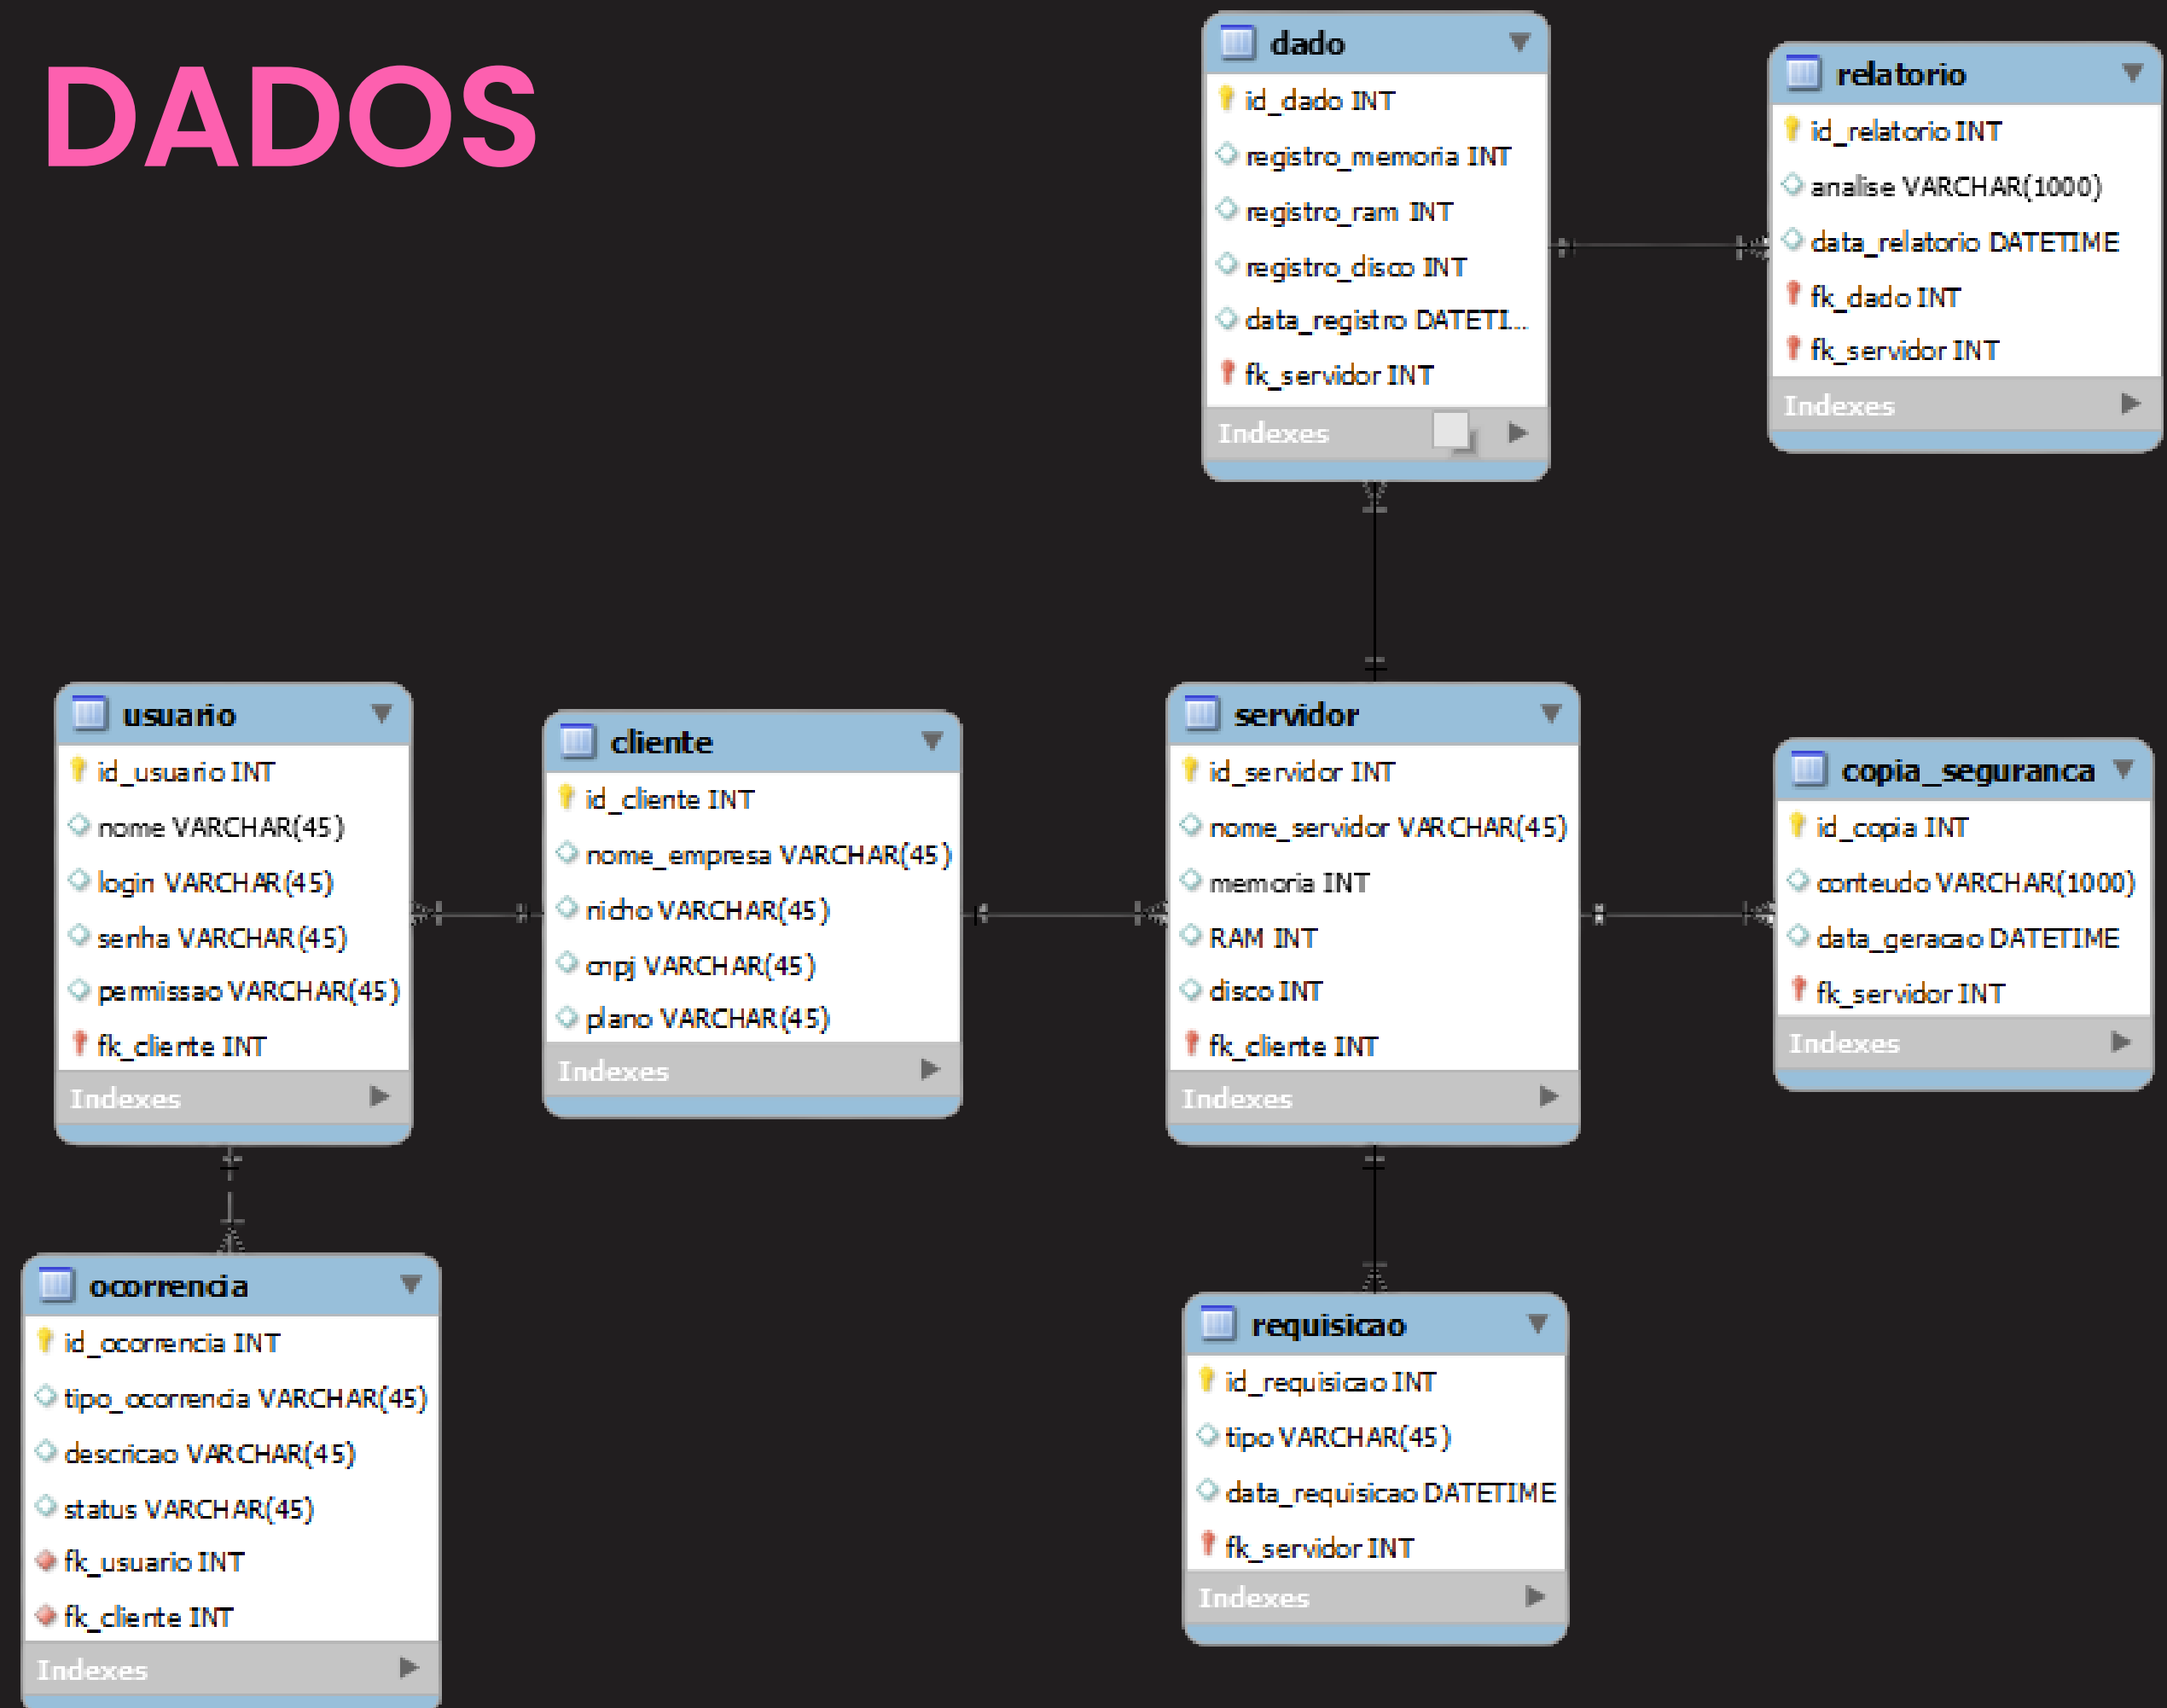 DADOS
dado
id_dado INT
registro_memoria INT
registro_ram INT
registro_disco INT
data_registro DATETI...
fk_servidor INT
Indexes
relatorio
id_relatorio INT
analise VARCHAR(1000)
data_relatorio DATETIME
fk_dado INT
fk_servidor INT
Indexes
usuario
id_usuario INT
nome VARCHAR(45)
login VARCHAR(45)
senha VARCHAR(45)
permissao VARCHAR(45)
fk_cliente INT
Indexes
cliente
id_cliente INT
nome_empresa VARCHAR(45)
nicho VARCHAR(45)
cnpj VARCHAR(45)
plano VARCHAR(45)
Indexes
servidor
id_servidor INT
nome_servidor VARCHAR(45)
memoria INT
RAM INT
disco INT
fk_cliente INT
Indexes
copia_seguranca
id_copia INT
conteudo VARCHAR(1000)
data_geracao DATETIME
fk_servidor INT
Indexes
ocorrencia
id_ocorrencia INT
tipo_ocorrencia VARCHAR(45)
descricao VARCHAR(45)
status VARCHAR(45)
fk_usuario INT
fk_cliente INT
Indexes
requisicao
id_requisicao INT
tipo VARCHAR(45)
data_requisicao DATETIME
fk_servidor INT
Indexes